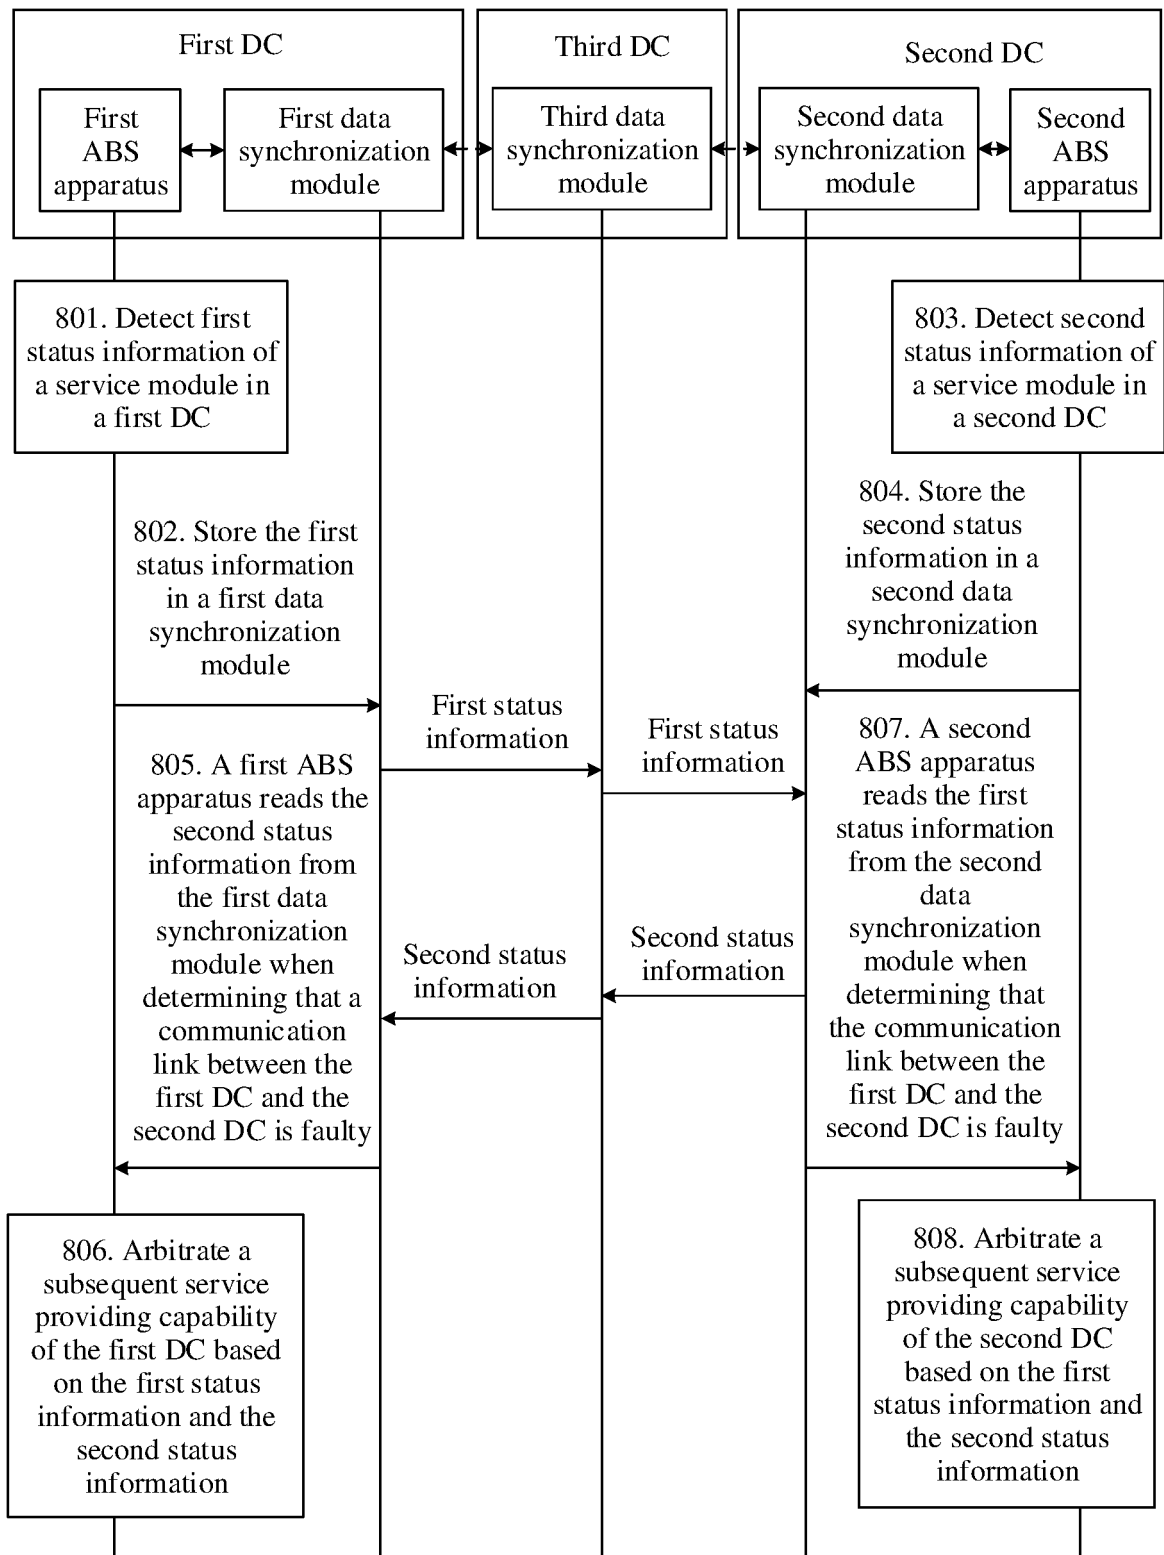 First DC
Third DC
Second DC
First
ABS
apparatus
First data
synchronization
module
Third data
synchronization
module
Second data
synchronization
module
Second
ABS
apparatus
801. Detect first
status information of
a service module in
a first DC
803. Detect second
status information of
a service module in
a second DC
802. Store the first
status information
in a first data
synchronization
module
804. Store the
second status
information in a
second data
synchronization
module
First status
information
First status
information
805. A first ABS
apparatus reads the
second status
information from
the first data
synchronization
module when
determining that a
communication
link between the
first DC and the
second DC is faulty
807. A second
ABS apparatus
reads the first
status information
from the second
data
synchronization
module when
determining that
the communication
link between the
first DC and the
second DC is faulty
Second status
information
Second status
information
806. Arbitrate a
subsequent service
providing capability
of the first DC based
on the first status
information and the
second status
information
808. Arbitrate a
subsequent service
providing capability
of the second DC
based on the first
status information and
the second status
information